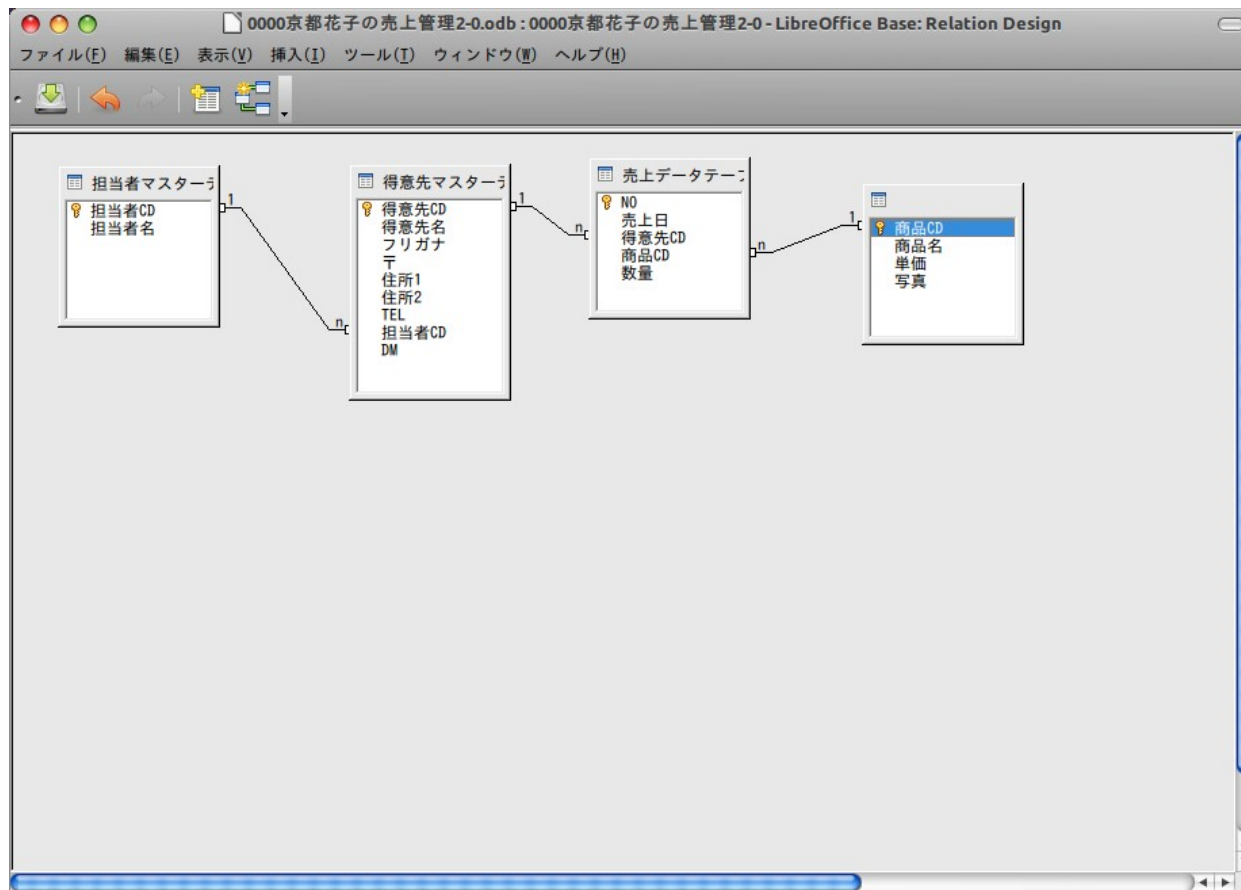 0000京都花子の売上管理2-0.odb : 0000京都花子の売上管理2-0 - LibreOffice Base: Relation Design
ファイル(F) 編集(E) 表示(V) 挿入(I) ツール(T) ウィンドウ(W) ヘルプ(H)
担当者マスター
担当者CD
担当者名
1
n
得意先マスター
得意先CD
得意先名
フリガナ
〒
住所1
住所2
TEL
担当者CD
DM
1
n
売上データテー
NO
売上日
得意先CD
商品CD
数量
n
1
商品CD
商品名
単価
写真